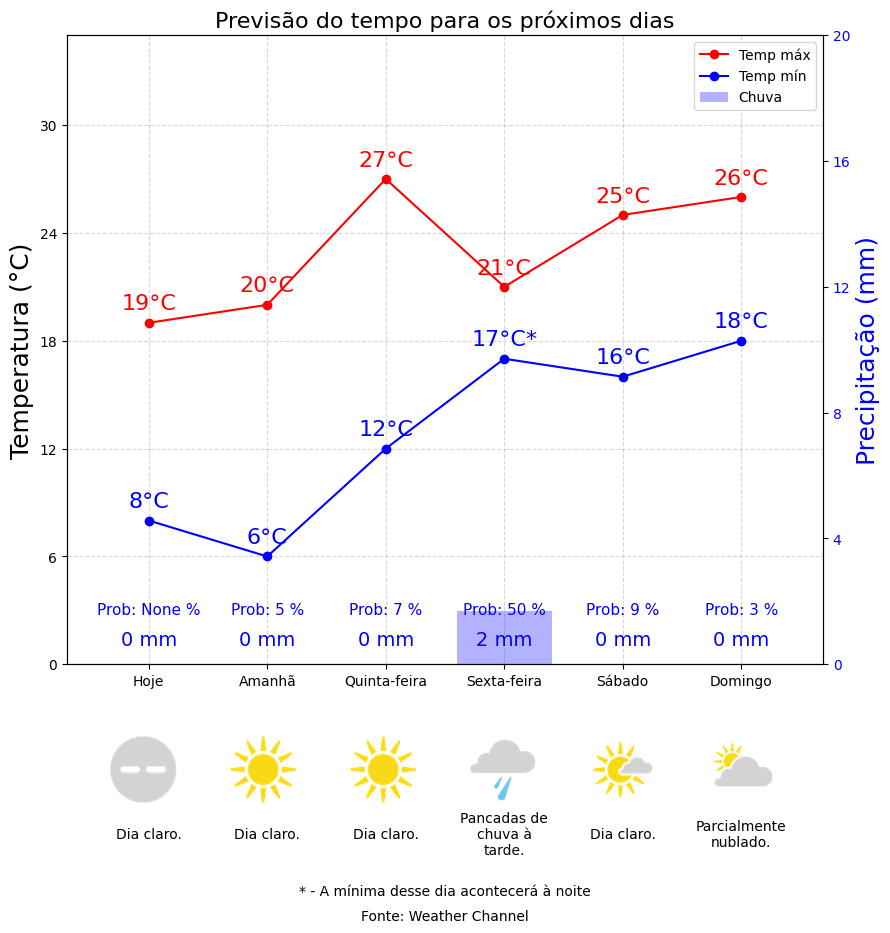 Previsão do tempo para os próximos dias
Temp máx
Temp mín
Chuva
Temperatura (°C)
Precipitação (mm)
30
24
18
12
6
0
20
16
12
8
4
0
19°C 20°C 27°C 21°C 25°C 26°C
8°C 6°C 12°C 17°C* 16°C 18°C
Prob: None % Prob: 5 % Prob: 7 % Prob: 50 % Prob: 9 % Prob: 3 %
0 mm 0 mm 0 mm 2 mm 0 mm 0 mm
Hoje Amanhã Quinta-feira Sexta-feira Sábado Domingo
Dia claro.
Dia claro.
Dia claro.
Pancadas de
chuva à
tarde.
Dia claro.
Parcialmente
nublado.
* - A mínima desse dia acontecerá à noite
Fonte: Weather Channel